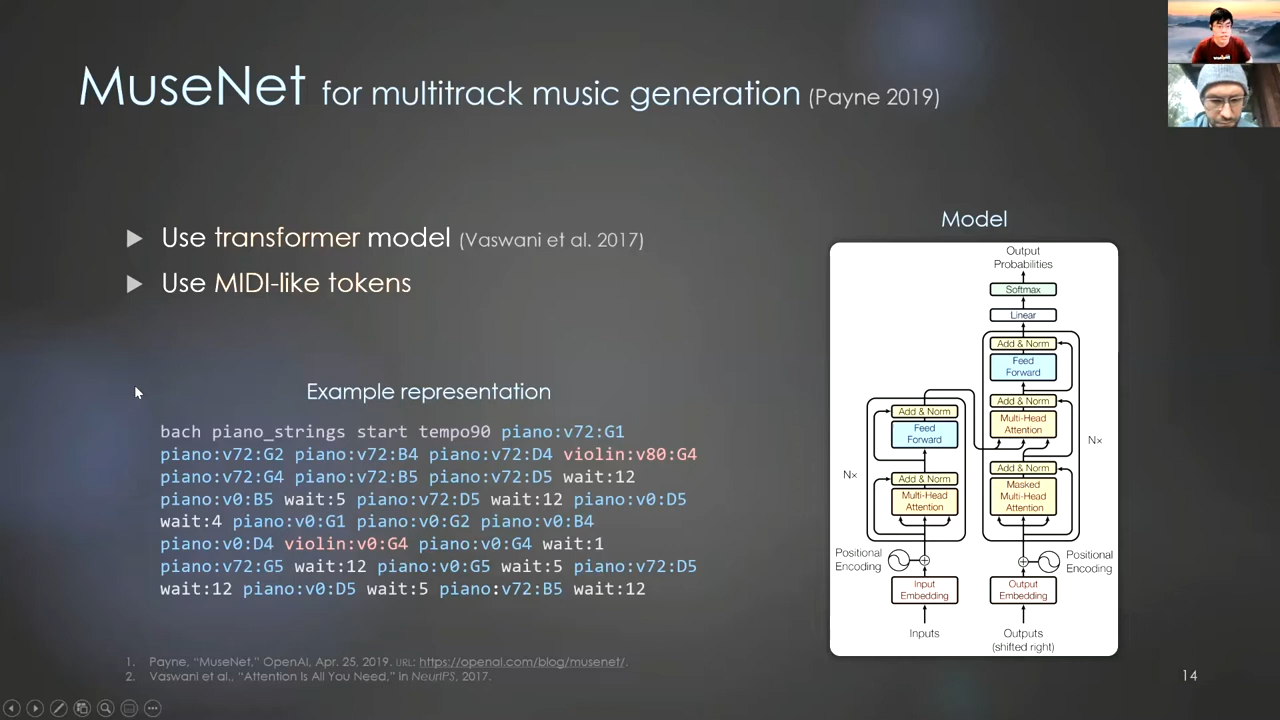 MuseNet for multitrack music generation (Payne 2019)
Use transformer model (Vaswani et al. 2017)
Use MIDI-like tokens
Example representation
bach piano_strings start tempo90 piano:v72:G1
piano:v72:G2 piano:v72:B4 piano:v72:D4 violin:v80:G4
piano:v72:G4 piano:v72:B5 piano:v72:D5 wait:12
piano:v0:B5 wait:5 piano:v72:D5 wait:12 piano:v0:D5
wait:4 piano:v0:G1 piano:v0:G2 piano:v0:B4
piano:v0:D4 violin:v0:G4 piano:v0:G4 wait:1
piano:v72:G5 wait:12 piano:v0:G5 wait:5 piano:v72:D5
wait:12 piano:v0:D5 wait:5 piano:v72:B5 wait:12
Model
Output
Probabilities
Softmax
Linear
Add & Norm
Feed
Forward
Add & Norm
Multi-Head
Attention
Add & Norm
Masked
Multi-Head
Attention
N×
Add & Norm
Feed
Forward
Add & Norm
Multi-Head
Attention
N×
Positional
Encoding
Positional
Encoding
Input
Embedding
Output
Embedding
Inputs
Outputs
(shifted right)
1. Payne, “MuseNet,” OpenAI, Apr. 25, 2019. URL: https://openai.com/blog/musenet/.
2. Vaswani et al., “Attention Is All You Need,” in NeurIPS, 2017.
14